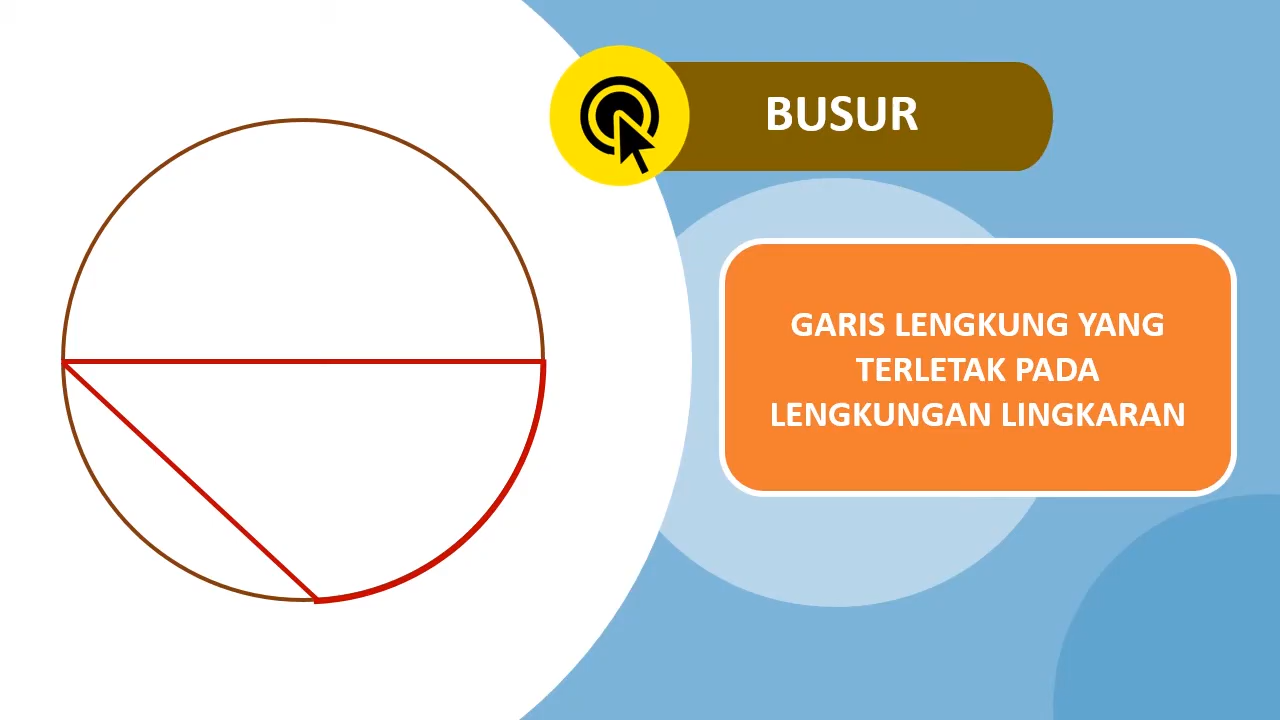 BUSUR
GARIS LENGKUNG YANG
TERLETAK PADA
LENGKUNGAN LINGKARAN